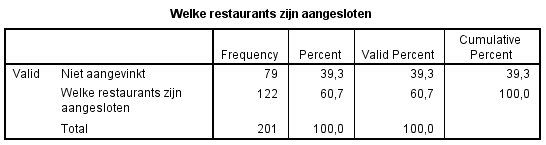 Welke restaurants zijn aangesloten
Frequency Percent Valid Percent Cumulative Percent
Valid Niet aangevinkt 79 39,3 39,3 39,3
Welke restaurants zijn aangesloten 122 60,7 60,7 100,0
Total 201 100,0 100,0